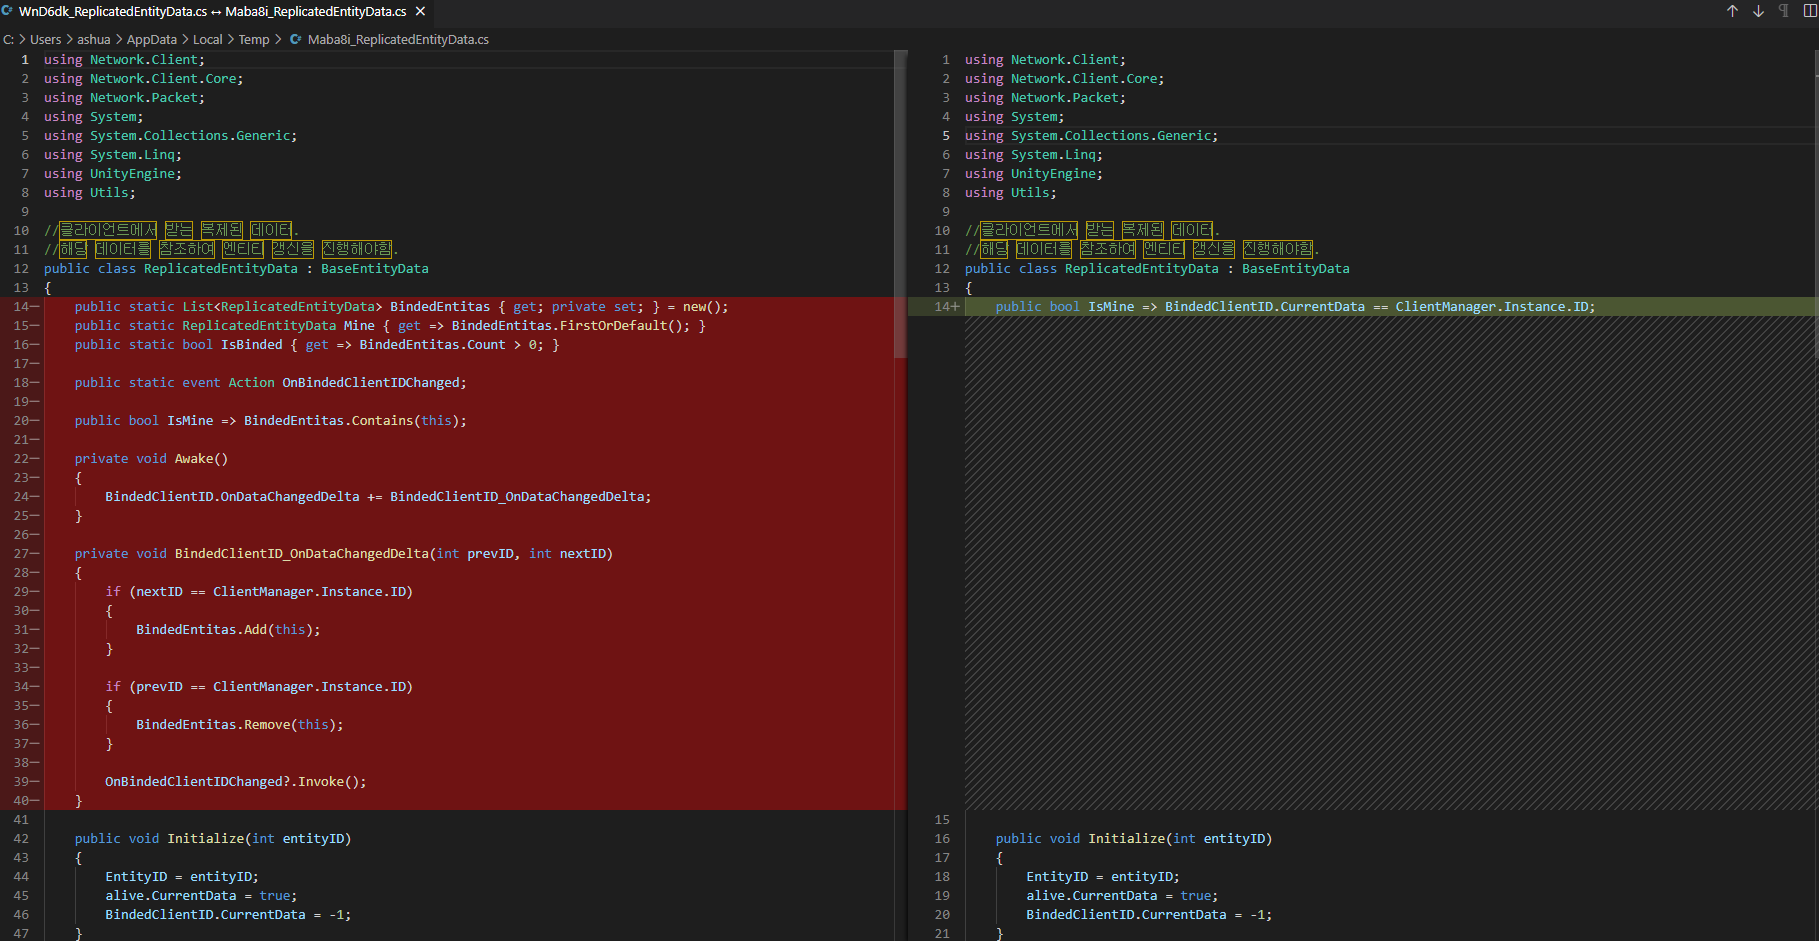 WnD6dk_ReplicatedEntityData.cs ↔ Maba8i_ReplicatedEntityData.cs
C: > Users > ashua > AppData > Local > Temp > Maba8i_ReplicatedEntityData.cs
1 using Network.Client;
2 using Network.Client.Core;
3 using Network.Packet;
4 using System;
5 using System.Collections.Generic;
6 using System.Linq;
7 using UnityEngine;
8 using Utils;
9
10 //클라이언트에서 받는 복제된 데이터.
11 //해당 데이터를 참조하여 엔티티 갱신을 진행해야함.
12 public class ReplicatedEntityData : BaseEntityData
13 {
14— public static List<ReplicatedEntityData> BindedEntitas { get; private set; } = new();
15— public static ReplicatedEntityData Mine { get => BindedEntitas.FirstOrDefault(); }
16— public static bool IsBinded { get => BindedEntitas.Count > 0; }
17—
18— public static event Action OnBindedClientIDChanged;
19—
20— public bool IsMine => BindedEntitas.Contains(this);
21—
22— private void Awake()
23— {
24— BindedClientID.OnDataChangedDelta += BindedClientID_OnDataChangedDelta;
25— }
26—
27— private void BindedClientID_OnDataChangedDelta(int prevID, int nextID)
28— {
29— if (nextID == ClientManager.Instance.ID)
30— {
31— BindedEntitas.Add(this);
32— }
33—
34— if (prevID == ClientManager.Instance.ID)
35— {
36— BindedEntitas.Remove(this);
37— }
38—
39— OnBindedClientIDChanged?.Invoke();
40— }
41
42 public void Initialize(int entityID)
43 {
44 EntityID = entityID;
45 alive.CurrentData = true;
46 BindedClientID.CurrentData = -1;
47 }
1 using Network.Client;
2 using Network.Client.Core;
3 using Network.Packet;
4 using System;
5 using System.Collections.Generic;
6 using System.Linq;
7 using UnityEngine;
8 using Utils;
9
10 //클라이언트에서 받는 복제된 데이터.
11 //해당 데이터를 참조하여 엔티티 갱신을 진행해야함.
12 public class ReplicatedEntityData : BaseEntityData
13 {
14+ public bool IsMine => BindedClientID.CurrentData == ClientManager.Instance.ID;
15
16 public void Initialize(int entityID)
17 {
18 EntityID = entityID;
19 alive.CurrentData = true;
20 BindedClientID.CurrentData = -1;
21 }